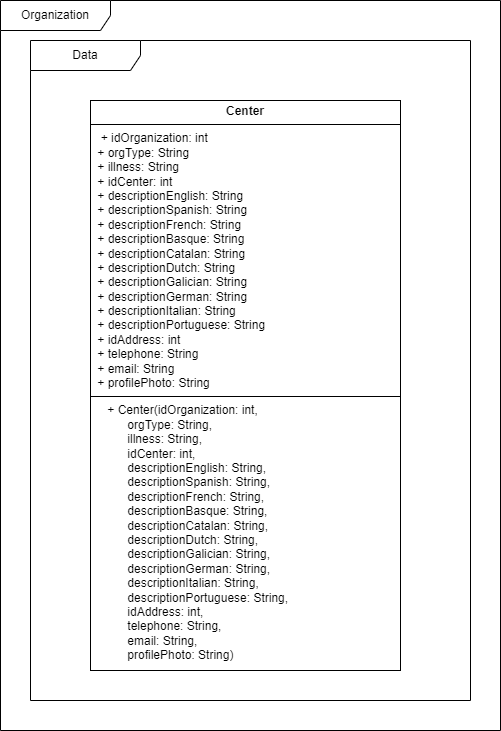 Organization
Data
Center
+ idOrganization: int
+ orgType: String
+ illness: String
+ idCenter: int
+ descriptionEnglish: String
+ descriptionSpanish: String
+ descriptionFrench: String
+ descriptionBasque: String
+ descriptionCatalan: String
+ descriptionDutch: String
+ descriptionGalician: String
+ descriptionGerman: String
+ descriptionItalian: String
+ descriptionPortuguese: String
+ idAddress: int
+ telephone: String
+ email: String
+ profilePhoto: String
+ Center(idOrganization: int,
orgType: String,
illness: String,
idCenter: int,
descriptionEnglish: String,
descriptionSpanish: String,
descriptionFrench: String,
descriptionBasque: String,
descriptionCatalan: String,
descriptionDutch: String,
descriptionGalician: String,
descriptionGerman: String,
descriptionItalian: String,
descriptionPortuguese: String,
idAddress: int,
telephone: String,
email: String,
profilePhoto: String)